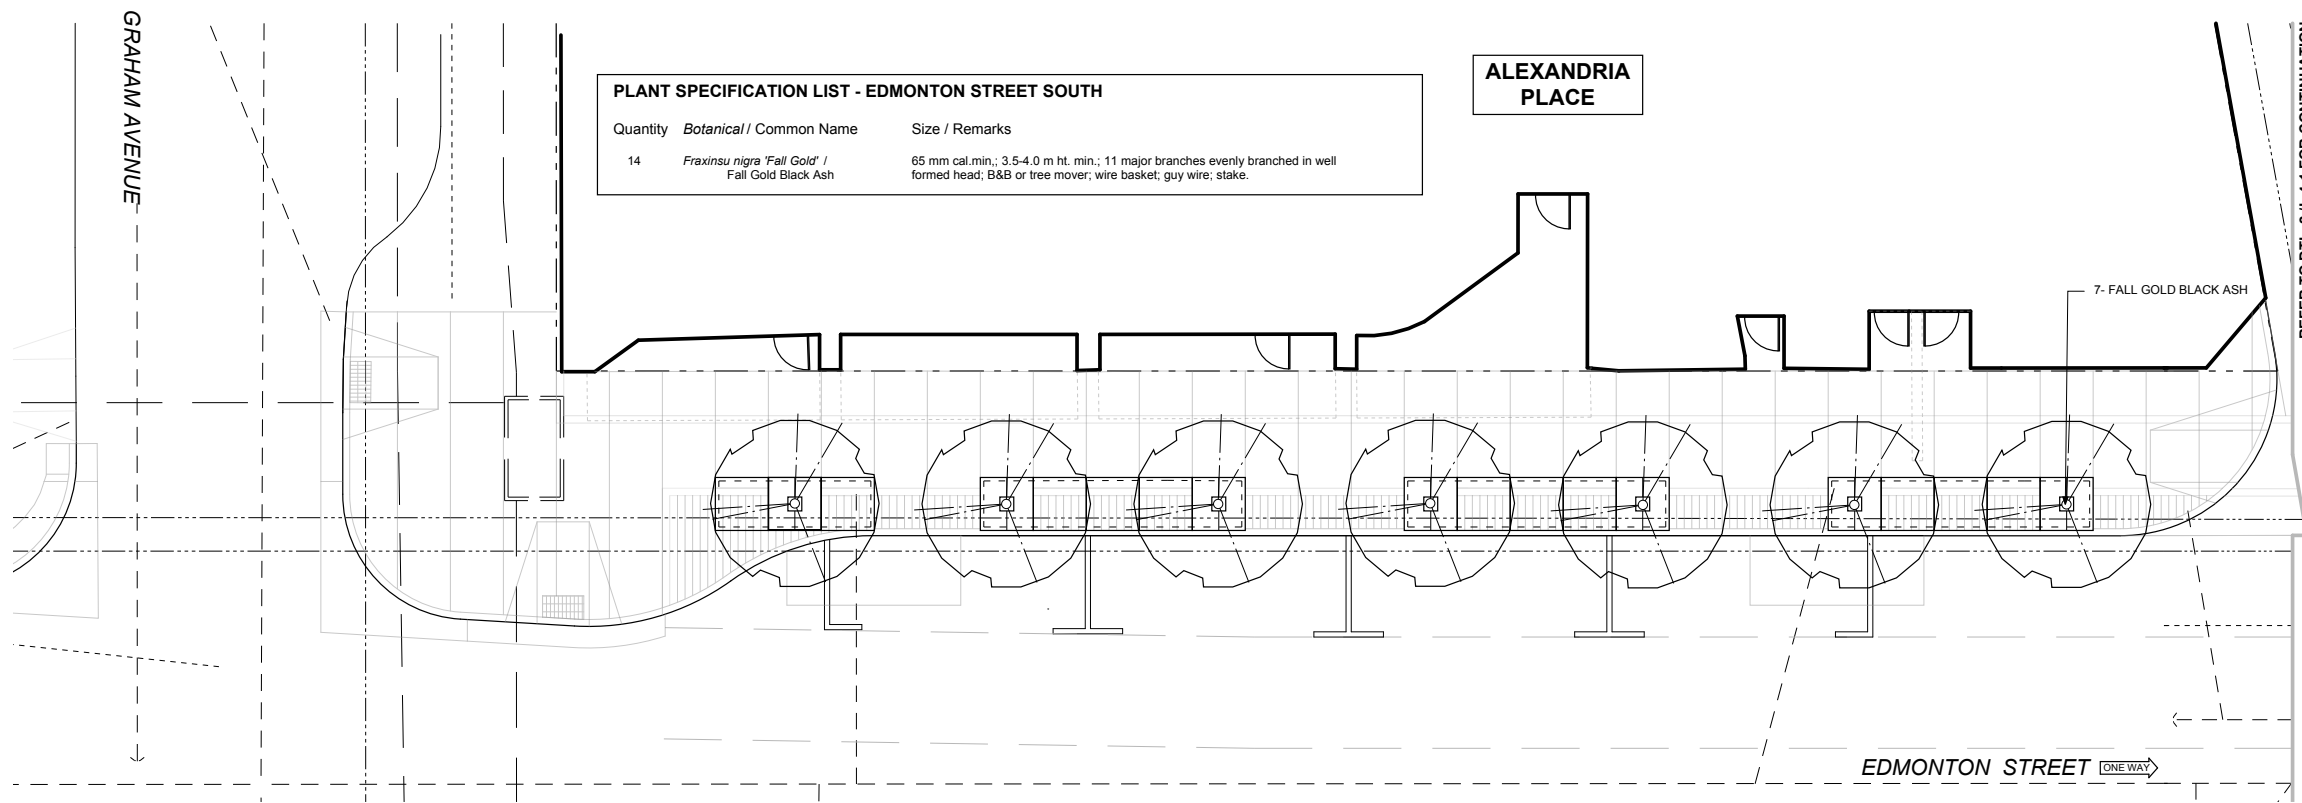 GRAHAM AVENUE
PLANT SPECIFICATION LIST - EDMONTON STREET SOUTH
Quantity Botanical / Common Name Size / Remarks
14 Fraxinsu nigra 'Fall Gold' / 65 mm cal.min,; 3.5-4.0 m ht. min.; 11 major branches evenly branched in well
Fall Gold Black Ash formed head; B&B or tree mover; wire basket; guy wire; stake.
ALEXANDRIA
PLACE
7- FALL GOLD BLACK ASH
FOR CONTINUATION
EDMONTON STREET ONE WAY